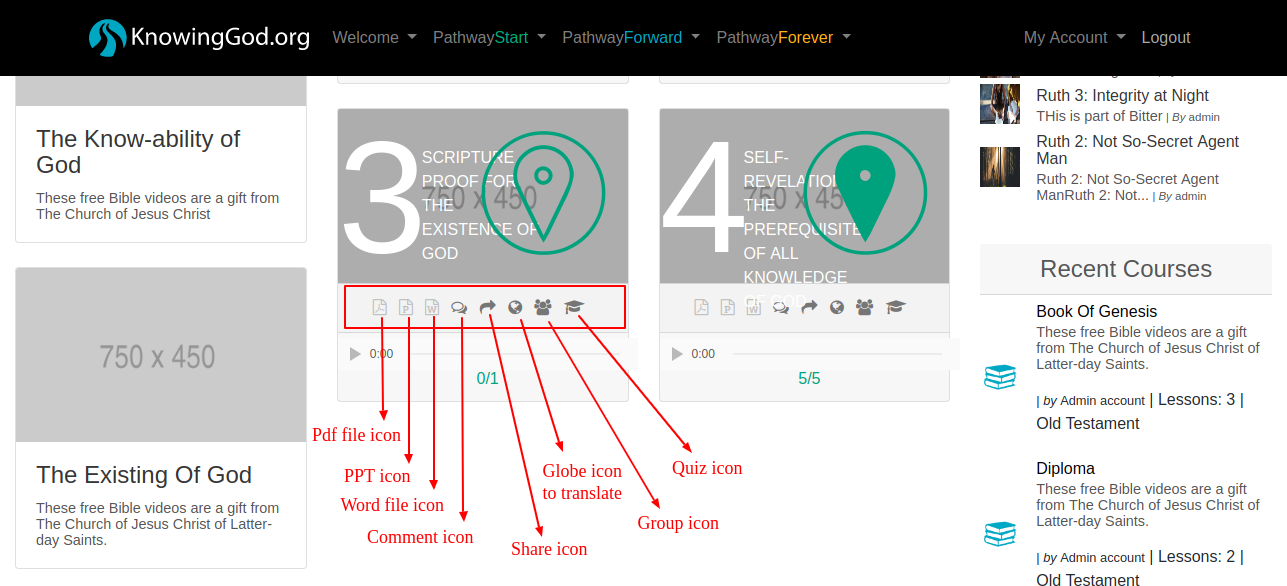 KnowingGod.org
Welcome
PathwayStart
PathwayForward
PathwayForever
My Account
Logout
The Know-ability of
God
These free Bible videos are a gift from
The Church of Jesus Christ
750 x 450
The Existing Of God
These free Bible videos are a gift from
The Church of Jesus Christ of Latter-
day Saints.
3
SCRIPTURE
PROOF FOR
THE
EXISTENCE OF
GOD
750 x 450
0:00
0/1
4
SELF-
REVELATION
THE
PREREQUISITE
OF ALL
KNOWLEDGE
OF GOD
750 x 45
P
W
P
W
0:00
5/5
Pdf file icon
PPT icon
Word file icon
Comment icon
Share icon
Globe icon
to translate
Group icon
Quiz icon
Ruth 3: Integrity at Night
THis is part of Bitter | By admin
Ruth 2: Not So-Secret Agent
Man
Ruth 2: Not So-Secret Agent
ManRuth 2: Not... | By admin
Recent Courses
Book Of Genesis
These free Bible videos are a gift
from The Church of Jesus Christ of
Latter-day Saints.
| by Admin account | Lessons: 3 |
Old Testament
Diploma
These free Bible videos are a gift
from The Church of Jesus Christ of
Latter-day Saints.
| by Admin account | Lessons: 2 |
Old Testament